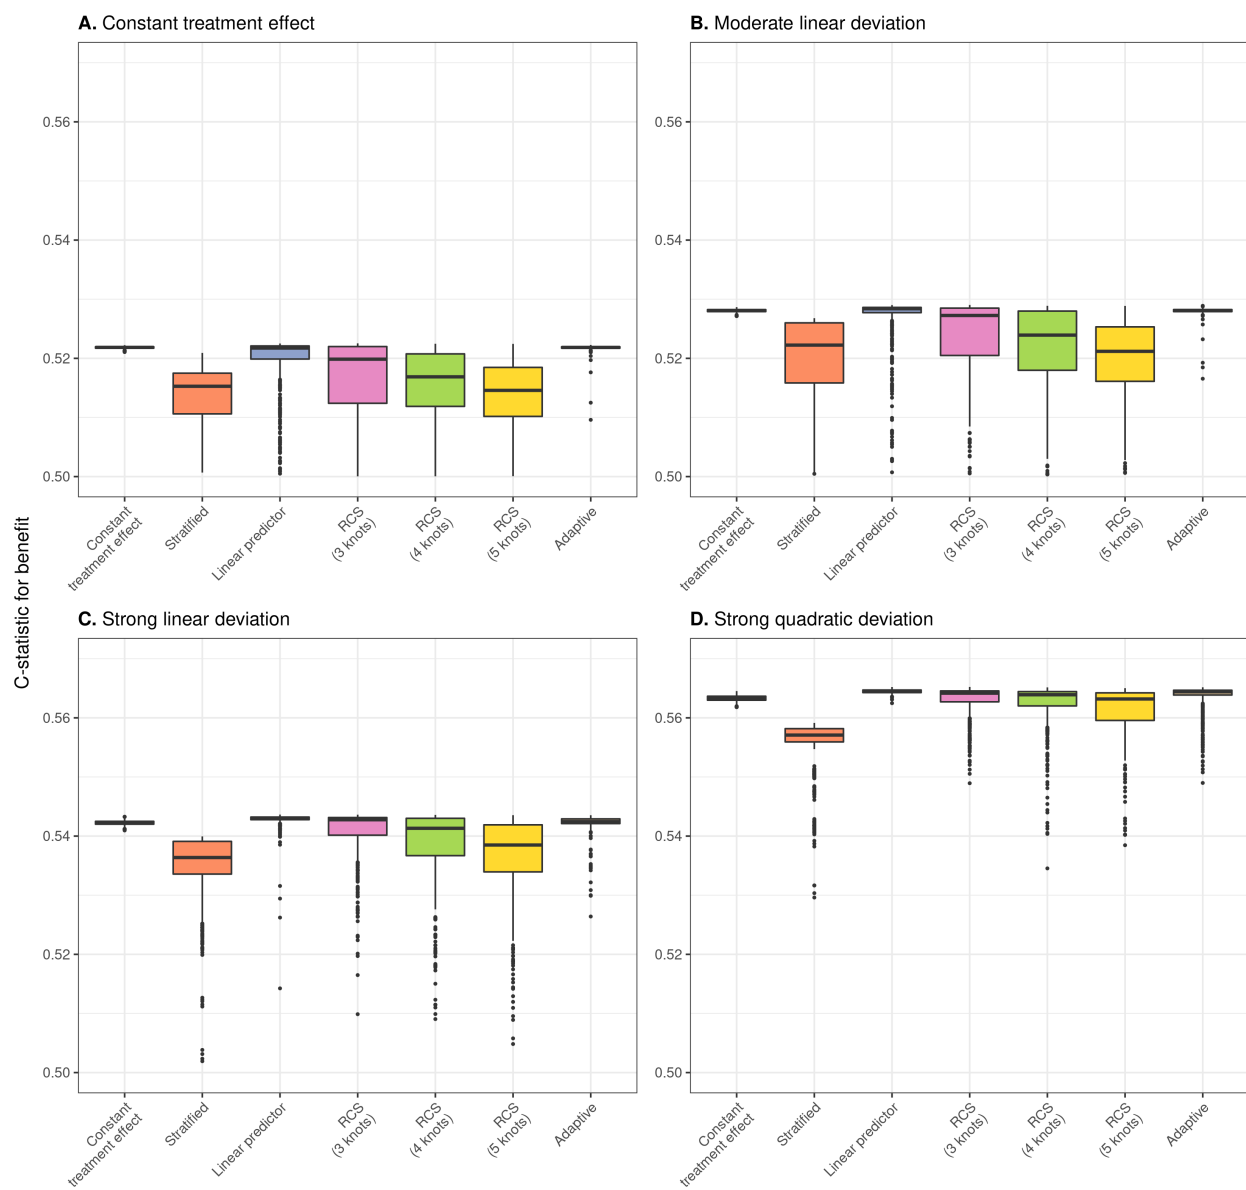 A. Constant treatment effect
B. Moderate linear deviation
0.56
0.54
0.52
0.50
0.56
0.54
0.52
0.50
Constant
treatment effect
Stratified
Linear predictor
RCS
(3 knots)
RCS
(4 knots)
RCS
(5 knots)
Adaptive
Constant
treatment effect
Stratified
Linear predictor
RCS
(3 knots)
RCS
(4 knots)
RCS
(5 knots)
Adaptive
C-statistic for benefit
C. Strong linear deviation
D. Strong quadratic deviation
0.56
0.54
0.52
0.50
0.56
0.54
0.52
0.50
Constant
treatment effect
Stratified
Linear predictor
RCS
(3 knots)
RCS
(4 knots)
RCS
(5 knots)
Adaptive
Constant
treatment effect
Stratified
Linear predictor
RCS
(3 knots)
RCS
(4 knots)
RCS
(5 knots)
Adaptive